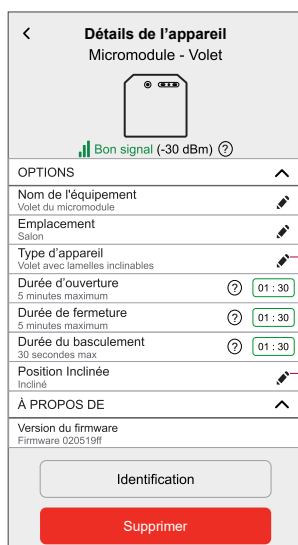 Détails de l'appareil
Micromodule - Volet
Bon signal (-30 dBm) ?
OPTIONS
Nom de l'équipement
Volet du micromodule
Emplacement
Salon
Type d’appareil
Volet avec lamelles inclinables
Durée d’ouverture ? 01 : 30
5 minutes maximum
Durée de fermeture ? 01 : 30
5 minutes maximum
Durée du basculement ? 01 : 30
30 secondes max
Position Inclinée
Incliné
À PROPOS DE
Version du firmware
Firmware 020519ff
Identification
Supprimer